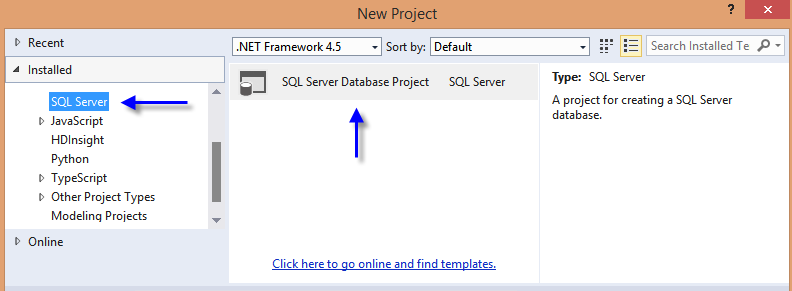 New Project
?
Recent
Installed
SQL Server
JavaScript
HDInsight
Python
TypeScript
Other Project Types
Modeling Projects
Online
.NET Framework 4.5
Sort by: Default
Search Installed Te
SQL Server Database Project SQL Server
Click here to go online and find templates.
Type: SQL Server
A project for creating a SQL Server
database.